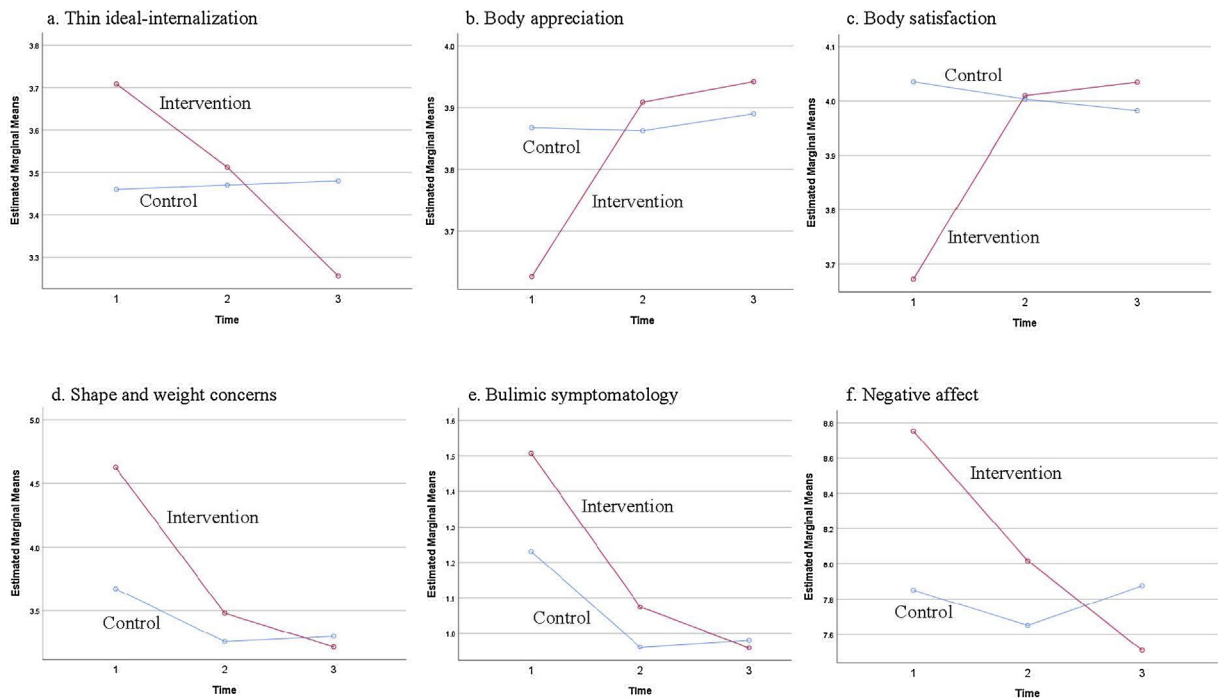 a. Thin ideal-internalization
Estimated Marginal Means
3.8
3.7
3.6
3.5
3.4
3.3
Intervention
Control
1 2 3
Time
b. Body appreciation
Estimated Marginal Means
4.0
3.9
3.8
3.7
Control
Intervention
1 2 3
Time
c. Body satisfaction
Estimated Marginal Means
4.1
4.0
3.9
3.8
3.7
Control
Intervention
1 2 3
Time
d. Shape and weight concerns
Estimated Marginal Means
5.0
4.5
4.0
3.5
Intervention
Control
1 2 3
Time
e. Bulimic symptomatology
Estimated Marginal Means
1.6
1.5
1.4
1.3
1.2
1.1
1.0
Intervention
Control
1 2 3
Time
f. Negative affect
Estimated Marginal Means
8.8
8.6
8.4
8.2
8.0
7.8
7.6
Intervention
Control
1 2 3
Time